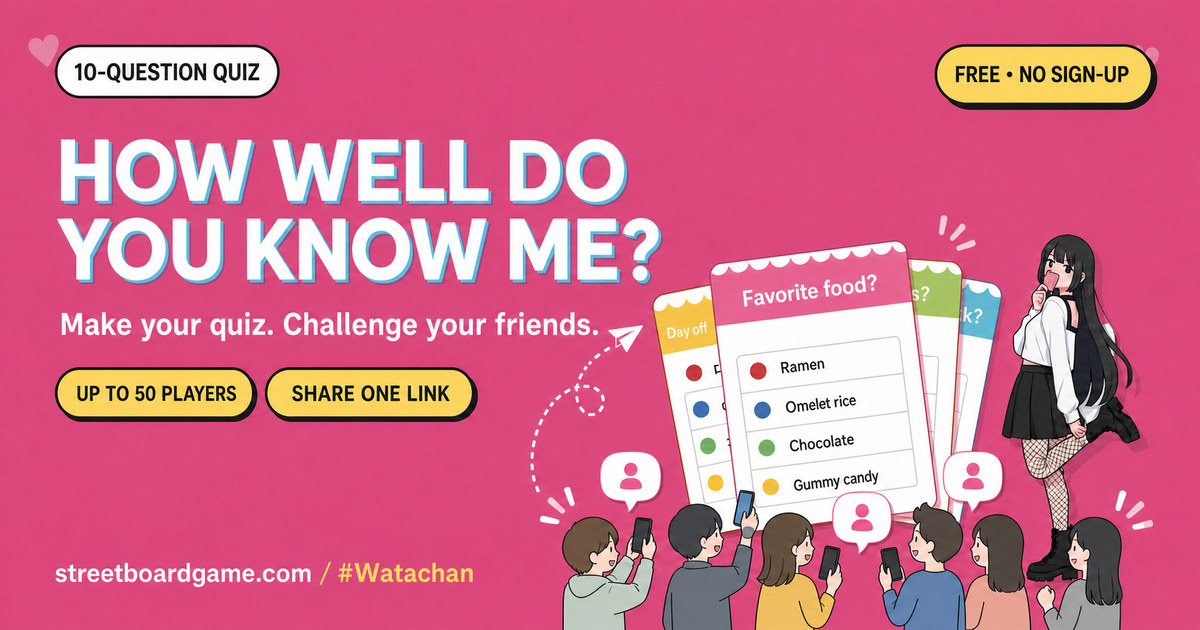 10-QUESTION QUIZ
FREE • NO SIGN-UP
HOW WELL DO
YOU KNOW ME?
Make your quiz. Challenge your friends.
UP TO 50 PLAYERS
SHARE ONE LINK
Day off
Favorite food?
s?
k?
Ramen
Omelet rice
Chocolate
Gummy candy
streetboardgame.com / #Watachan